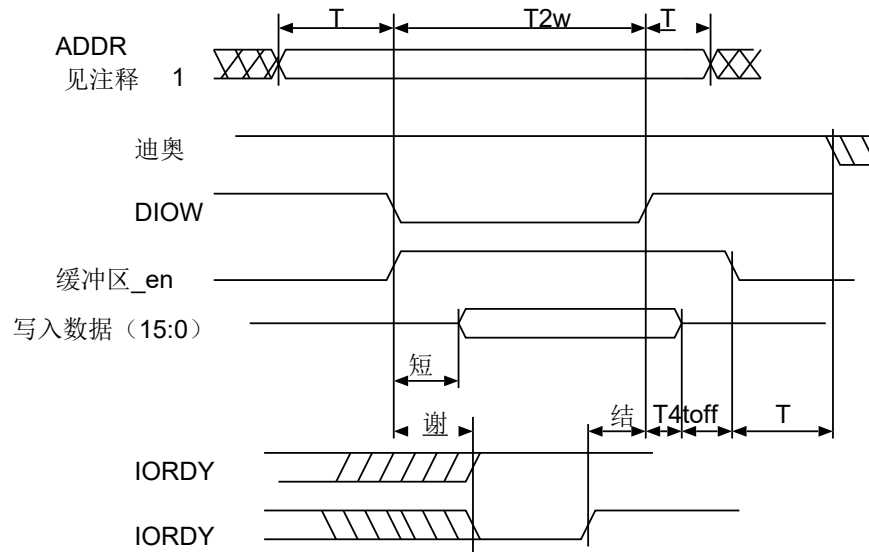 T T2w T
ADDR
见注释 1
迪奥
DIOW
缓冲区_en
写入数据（15:0）
短
谢 结 T4toff T
IORDY
IORDY